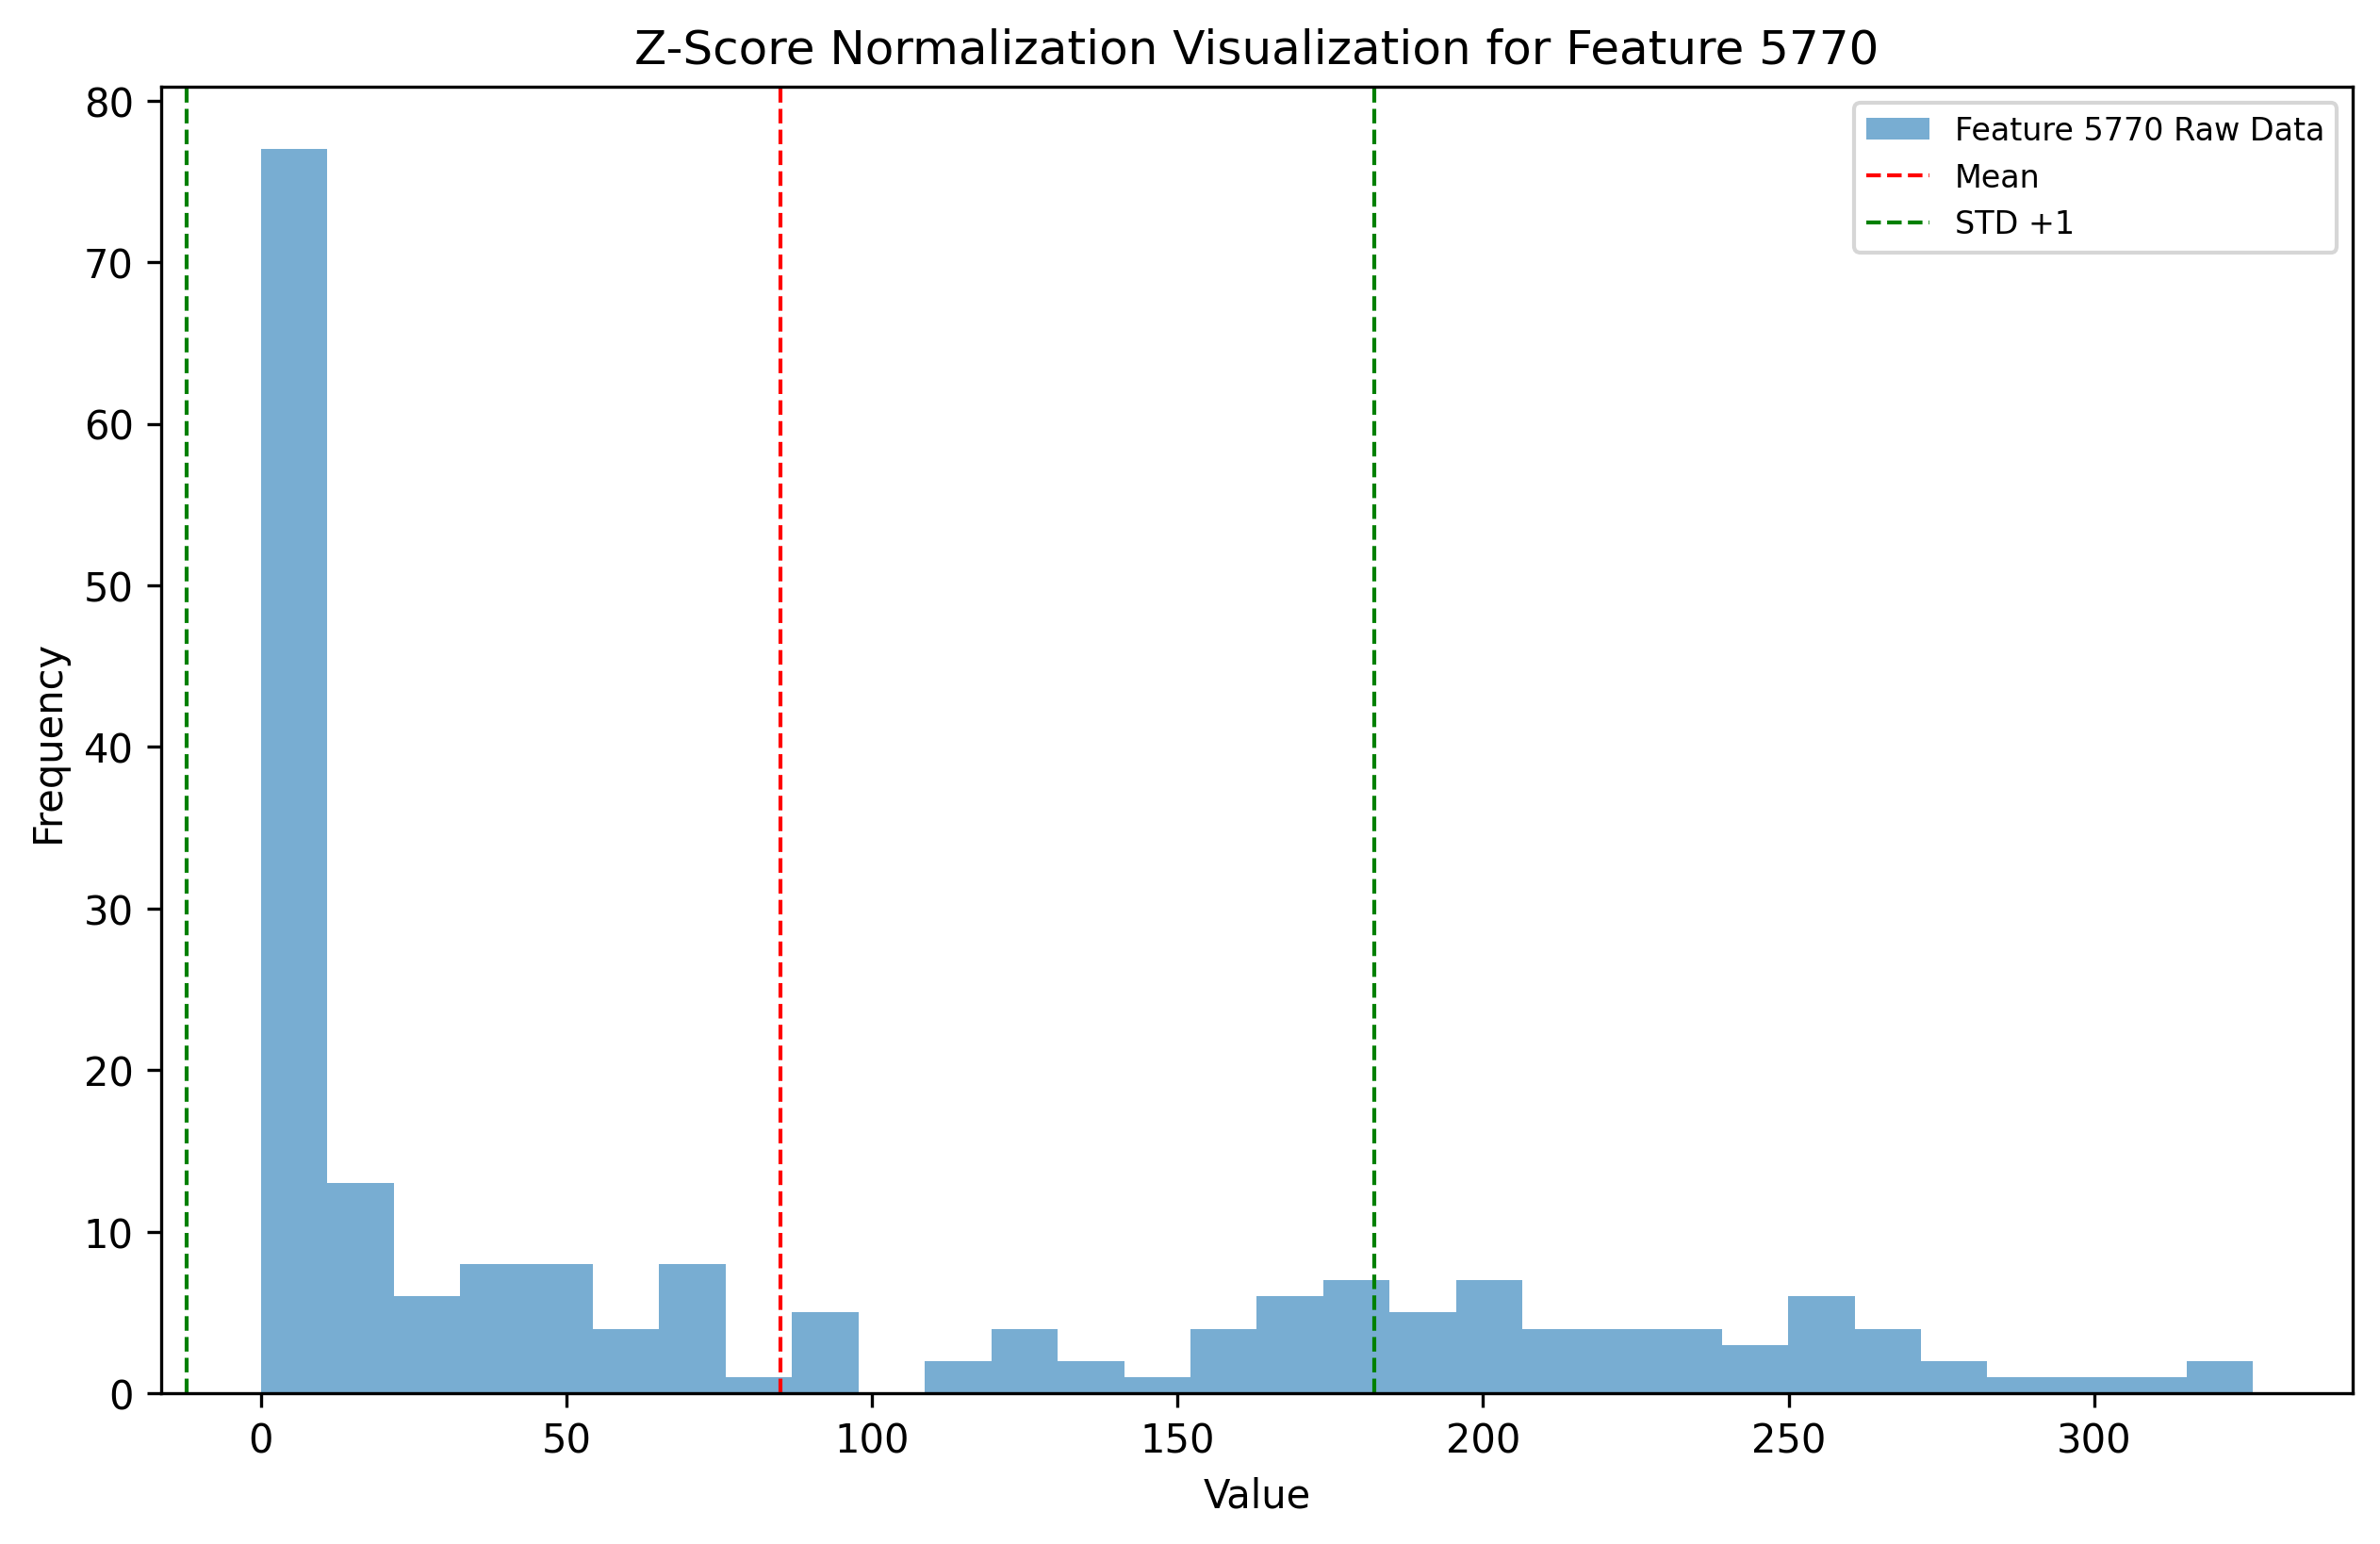 Z-Score Normalization Visualization for Feature 5770
80
70
60
50
40
30
20
10
0
Frequency
Feature 5770 Raw Data
Mean
STD +1
0 50 100 150 200 250 300
Value